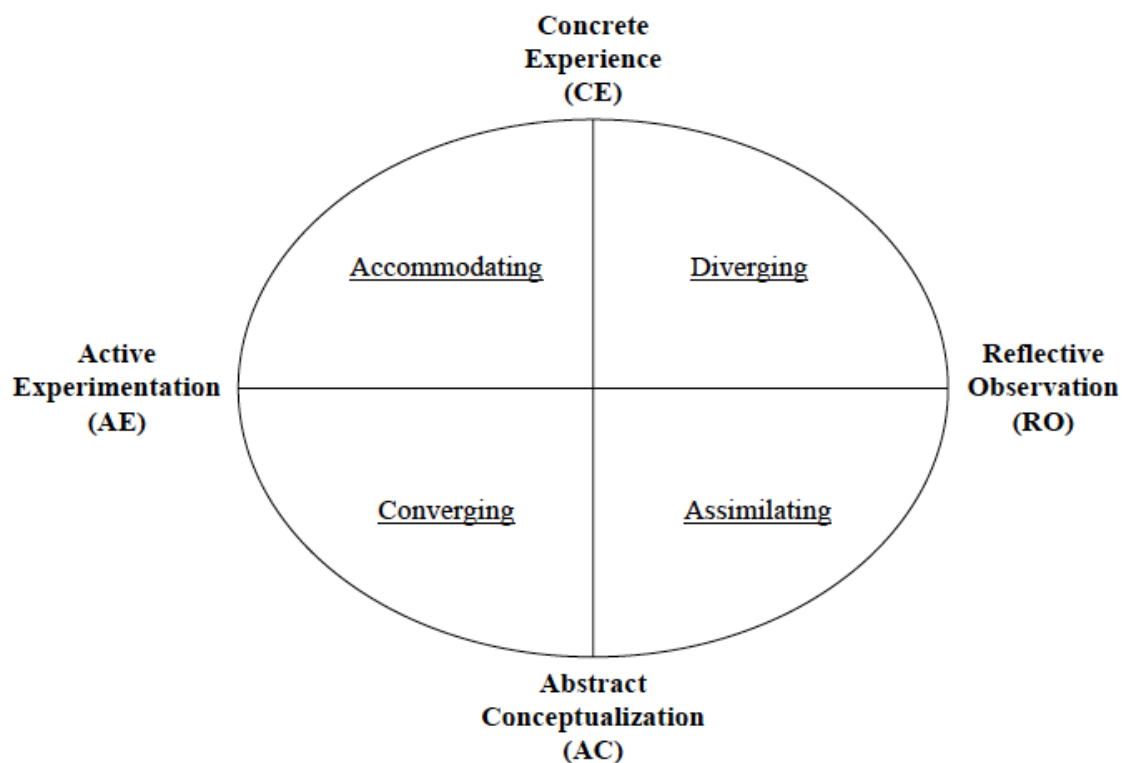 Concrete
Experience
(CE)
Accommodating
Diverging
Active
Experimentation
(AE)
Reflective
Observation
(RO)
Converging
Assimilating
Abstract
Conceptualization
(AC)